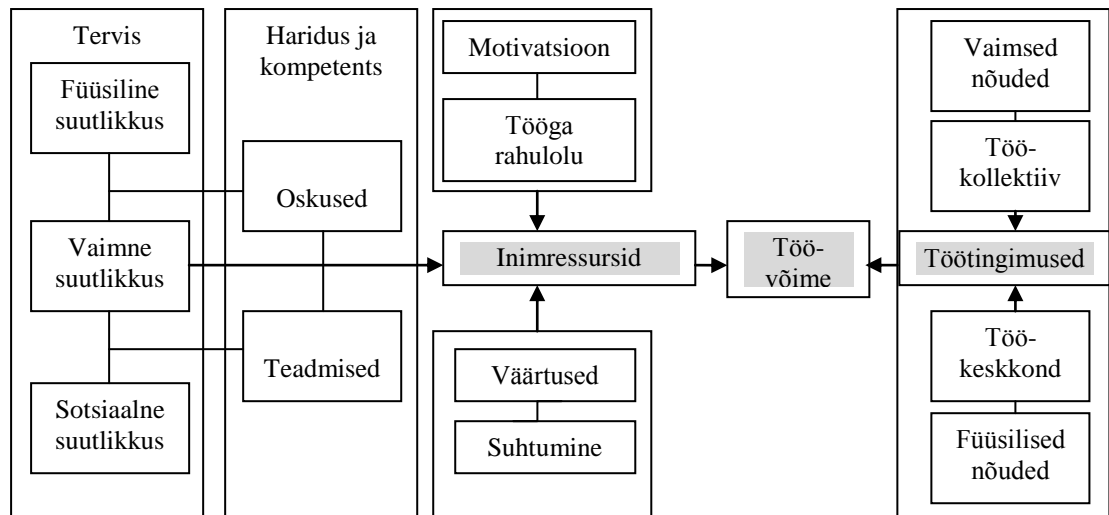 Tervis
Füüsiline
suutlikkus
Vaimne
suutlikkus
Sotsiaalne
suutlikkus
Haridus ja
kompetents
Oskused
Teadmised
Motivatsioon
Tööga
rahulolu
Inimressursid
Väärtused
Suhtumine
Töö-
võime
Vaimsed
nõuded
Töö-
kollektiiv
Töötingimused
Töö-
keskkond
Füüsilised
nõuded